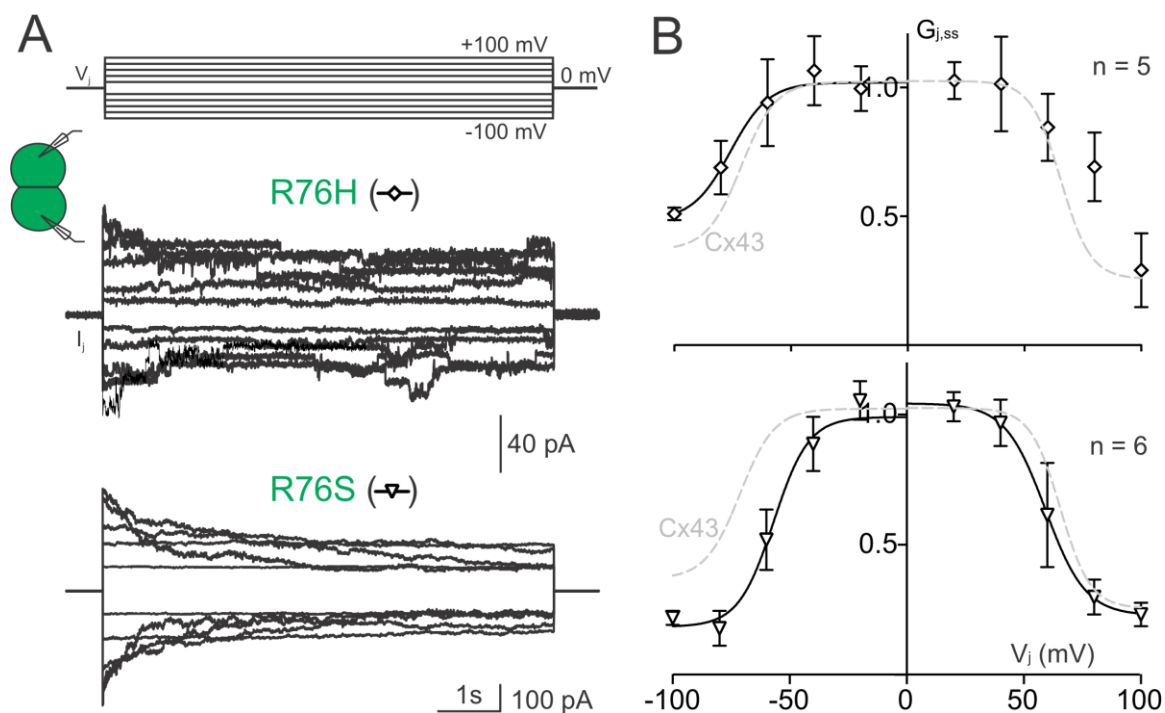 A
+100 mV
Vj
0 mV
-100 mV
R76H (-◇-)
Ij
40 pA
R76S (-▽-)
1s
100 pA
B
Gj,ss
n = 5
1.0
0.5
Cx43
n = 6
1.0
Cx43
0.5
Vj (mV)
-100 -50 0 50 100